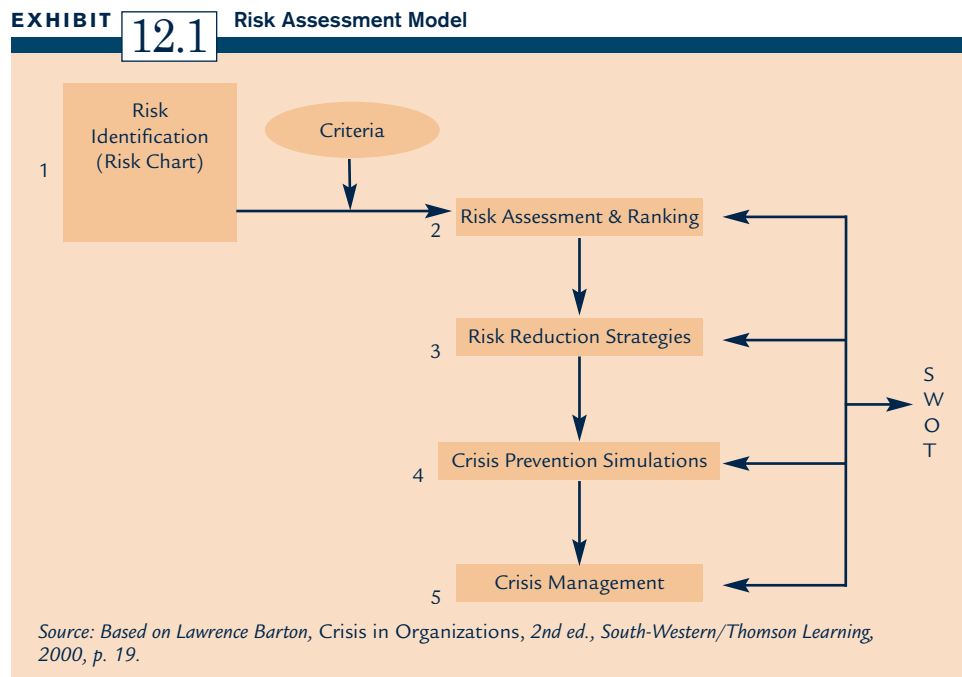 EXHIBIT 12.1 Risk Assessment Model
Risk
Identification
(Risk Chart)
1
Criteria
Risk Assessment & Ranking
2
Risk Reduction Strategies
3
Crisis Prevention Simulations
4
Crisis Management
5
S
W
O
T
Source: Based on Lawrence Barton, Crisis in Organizations, 2nd ed., South-Western/Thomson Learning,
2000, p. 19.